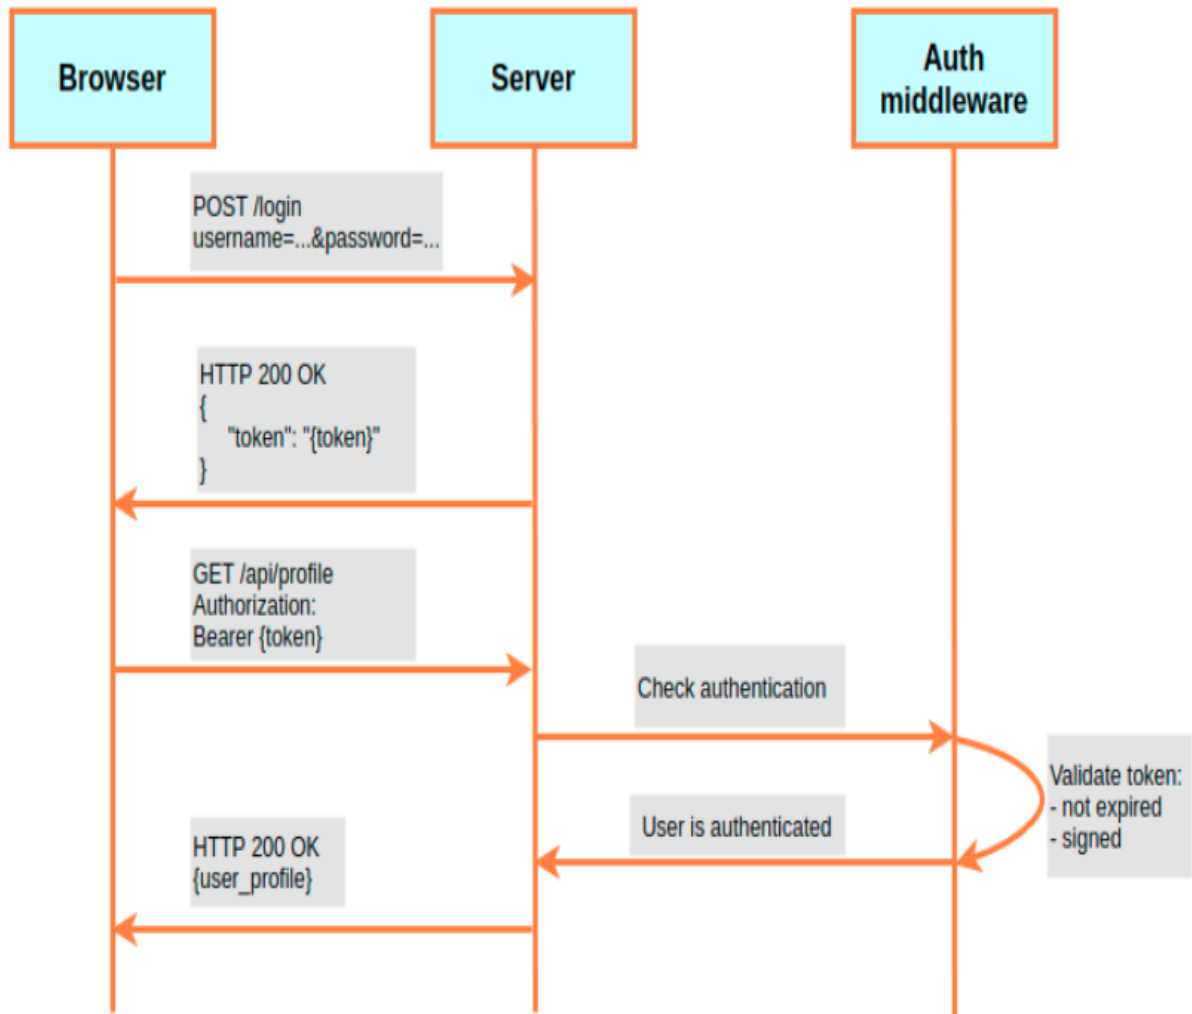 Browser
Server
Auth
middleware
POST /login
username=...&password=...
HTTP 200 OK
{
"token": "{token}"
}
GET /api/profile
Authorization:
Bearer {token}
Check authentication
Validate token:
- not expired
- signed
User is authenticated
HTTP 200 OK
{user_profile}